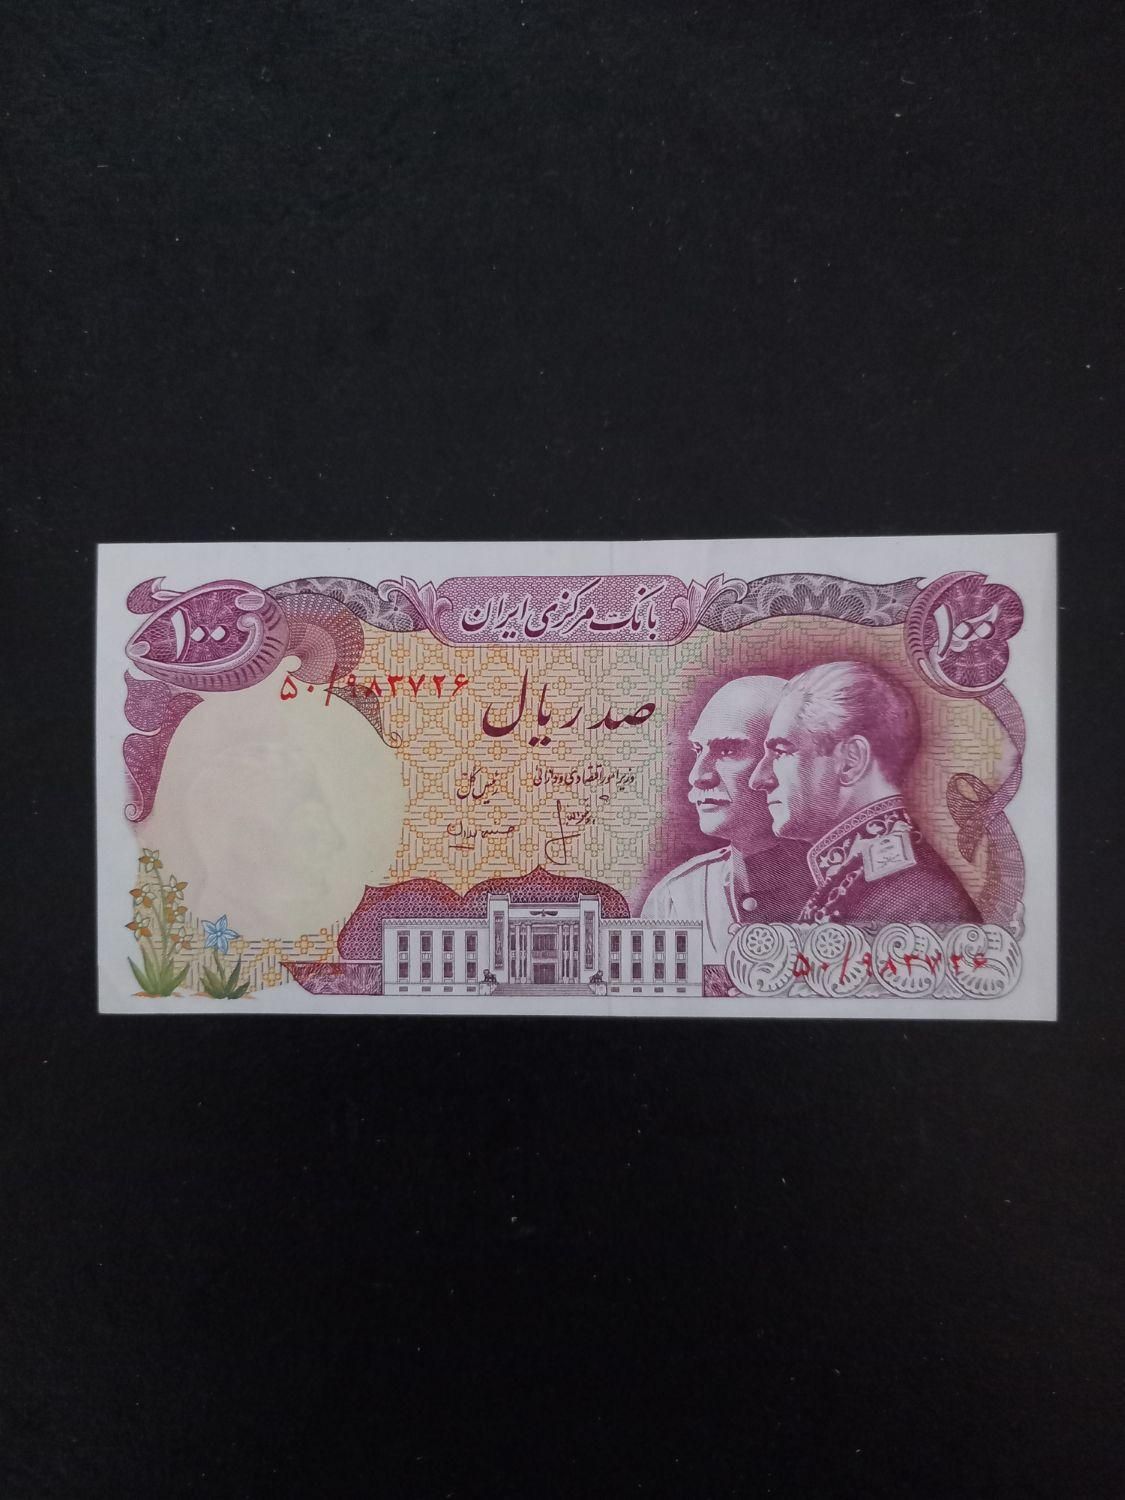 بانک مرکزی ایران
۱۰۰
۱۰۰
۵۰/۹۸۳۷۲۶
صد ریال
وزیر امور اقتصادی و دارائی
رئیس کل
۵۰/۹۸۳۷۲۶